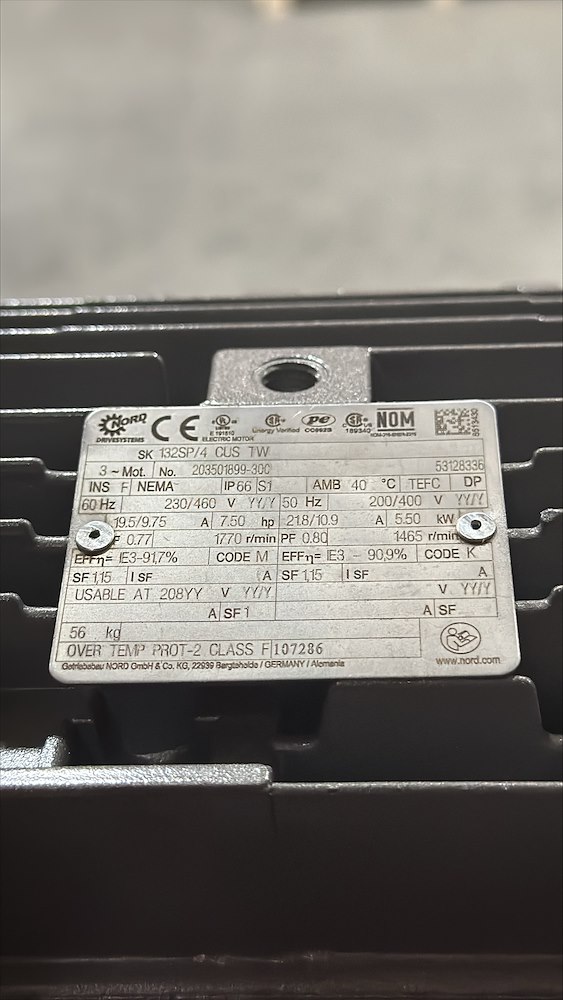 NORD
DRIVESYSTEMS
CE
E 191510
ELECTRIC MOTOR
Energy Verified
CC092B
189340
NOM
SK 132SP/4 CUS TW
3 ~ Mot. No. 203501899-300 53128336
INS F NEMA IP66 S1 AMB 40 °C TEFC DP
60 Hz 230/460 V YY/Y 50 Hz 200/400 V YY/Y
19.5/9.75 A 7.50 hp 21.8/10.9 A 5.50 kW
0.77 1770 r/min PF 0.80 1465 r/min
EFFη= IE3-91,7% CODE M EFFη= IE3 - 90,9% CODE K
SF 1,15 I SF A SF 1,15 I SF A
USABLE AT 208YY V YY/Y V YY/Y
A SF 1 A SF
56 kg
OVER TEMP PROT-2 CLASS F 107286
Getriebebau NORD GmbH & Co. KG, 22939 Bargteheide / GERMANY / Alemania
www.nord.com